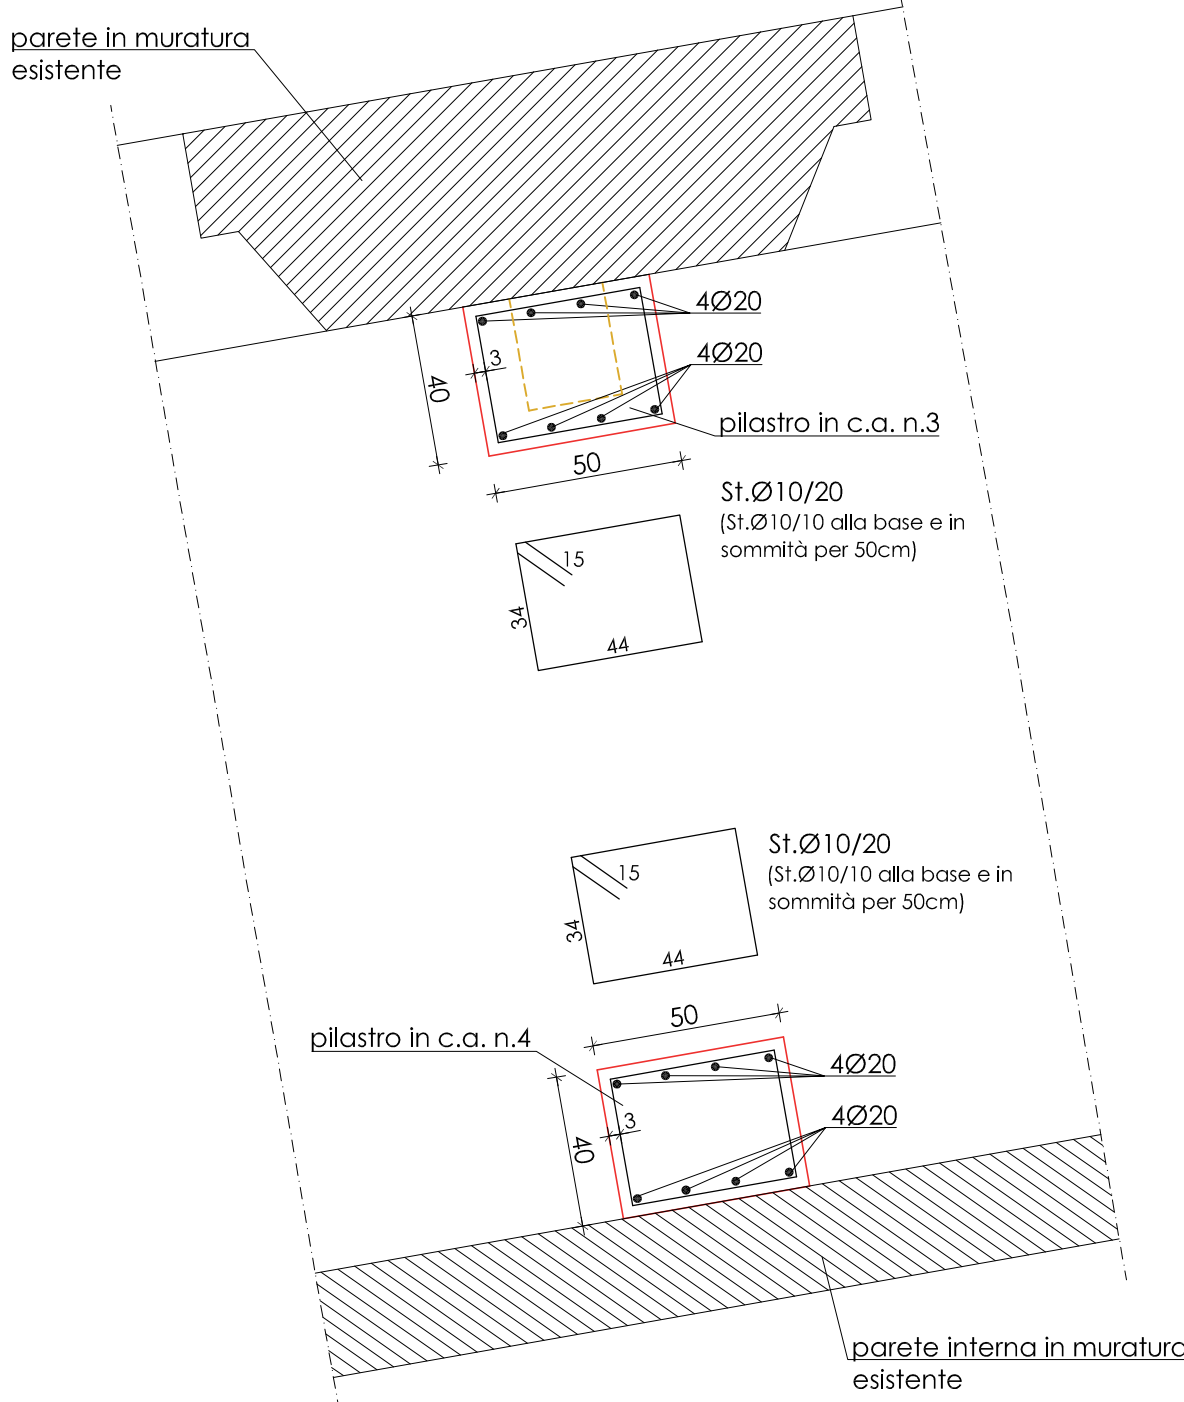 parete in muratura
esistente
4Ø20
3
4Ø20
40
pilastro in c.a. n.3
50
St.Ø10/20
(St.Ø10/10 alla base e in
sommità per 50cm)
15
34
44
St.Ø10/20
(St.Ø10/10 alla base e in
sommità per 50cm)
15
34
44
50
pilastro in c.a. n.4
4Ø20
4Ø20
3
40
parete interna in muratura
esistente